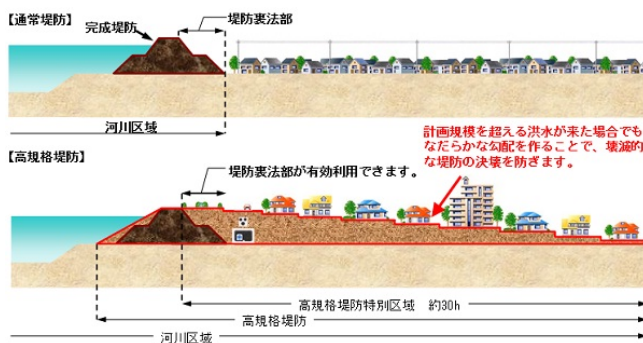 【通常堤防】
完成堤防
堤防裏法部
河川区域
計画規模を超える洪水が来た場合でも
なだらかな勾配を作ることで、壊滅的
な堤防の決壊を防ぎます。
【高規格堤防】
堤防裏法部が有効利用できます。
高規格堤防特別区域 約30h
高規格堤防
河川区域